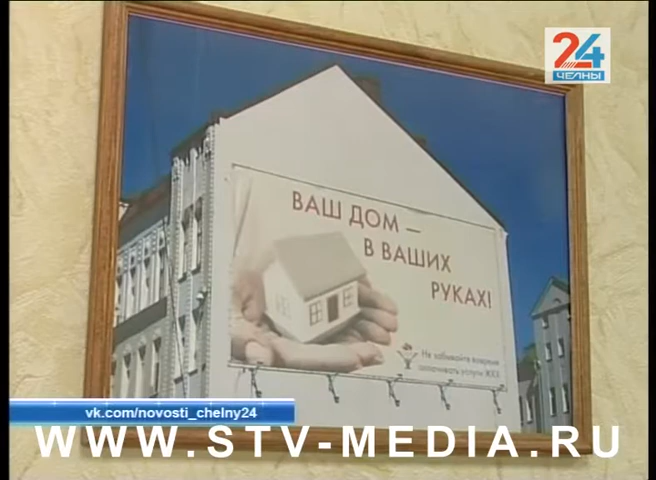 24
ЧЕЛНЫ
ВАШ ДОМ —
В ВАШИХ
РУКАХ!
Не забывайте вовремя
оплачивать услуги ЖКХ
vk.com/novosti_chelny24
WWW.STV-MEDIA.RU